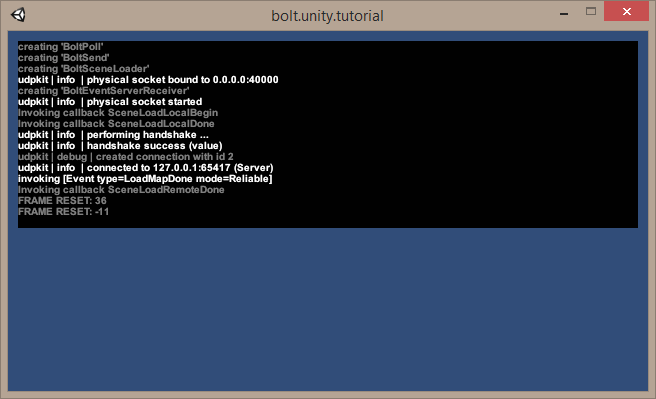 bolt.unity.tutorial
creating 'BoltPoll'
creating 'BoltSend'
creating 'BoltSceneLoader'
udpkit | info  | physical socket bound to 0.0.0.0:40000
creating 'BoltEventServerReceiver'
udpkit | info  | physical socket started
Invoking callback SceneLoadLocalBegin
Invoking callback SceneLoadLocalDone
udpkit | info  | performing handshake ...
udpkit | info  | handshake success (value)
udpkit | debug | created connection with id 2
udpkit | info  | connected to 127.0.0.1:65417 (Server)
invoking [Event type=LoadMapDone mode=Reliable]
Invoking callback SceneLoadRemoteDone
FRAME RESET: 36
FRAME RESET: -11